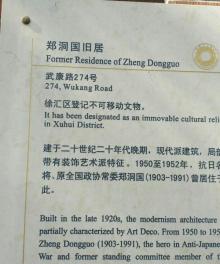 郑洞国旧居
Former Residence of Zheng Dongguo
武康路274号
274, Wukang Road
徐汇区登记不可移动文物。
It has been designated as an immovable cultural reli
in Xuhui District.
建于二十世纪二十年代晚期，现代派建筑，局部
带有装饰艺术派特征。1950至1952年，抗日名
将、原全国政协常委郑洞国(1903-1991)曾居住于
此。
Built in the late 1920s, the modernism architecture
partially characterized by Art Deco. From 1950 to 195
Zheng Dongguo (1903-1991), the hero in Anti-Japane
War and former standing committee member of t